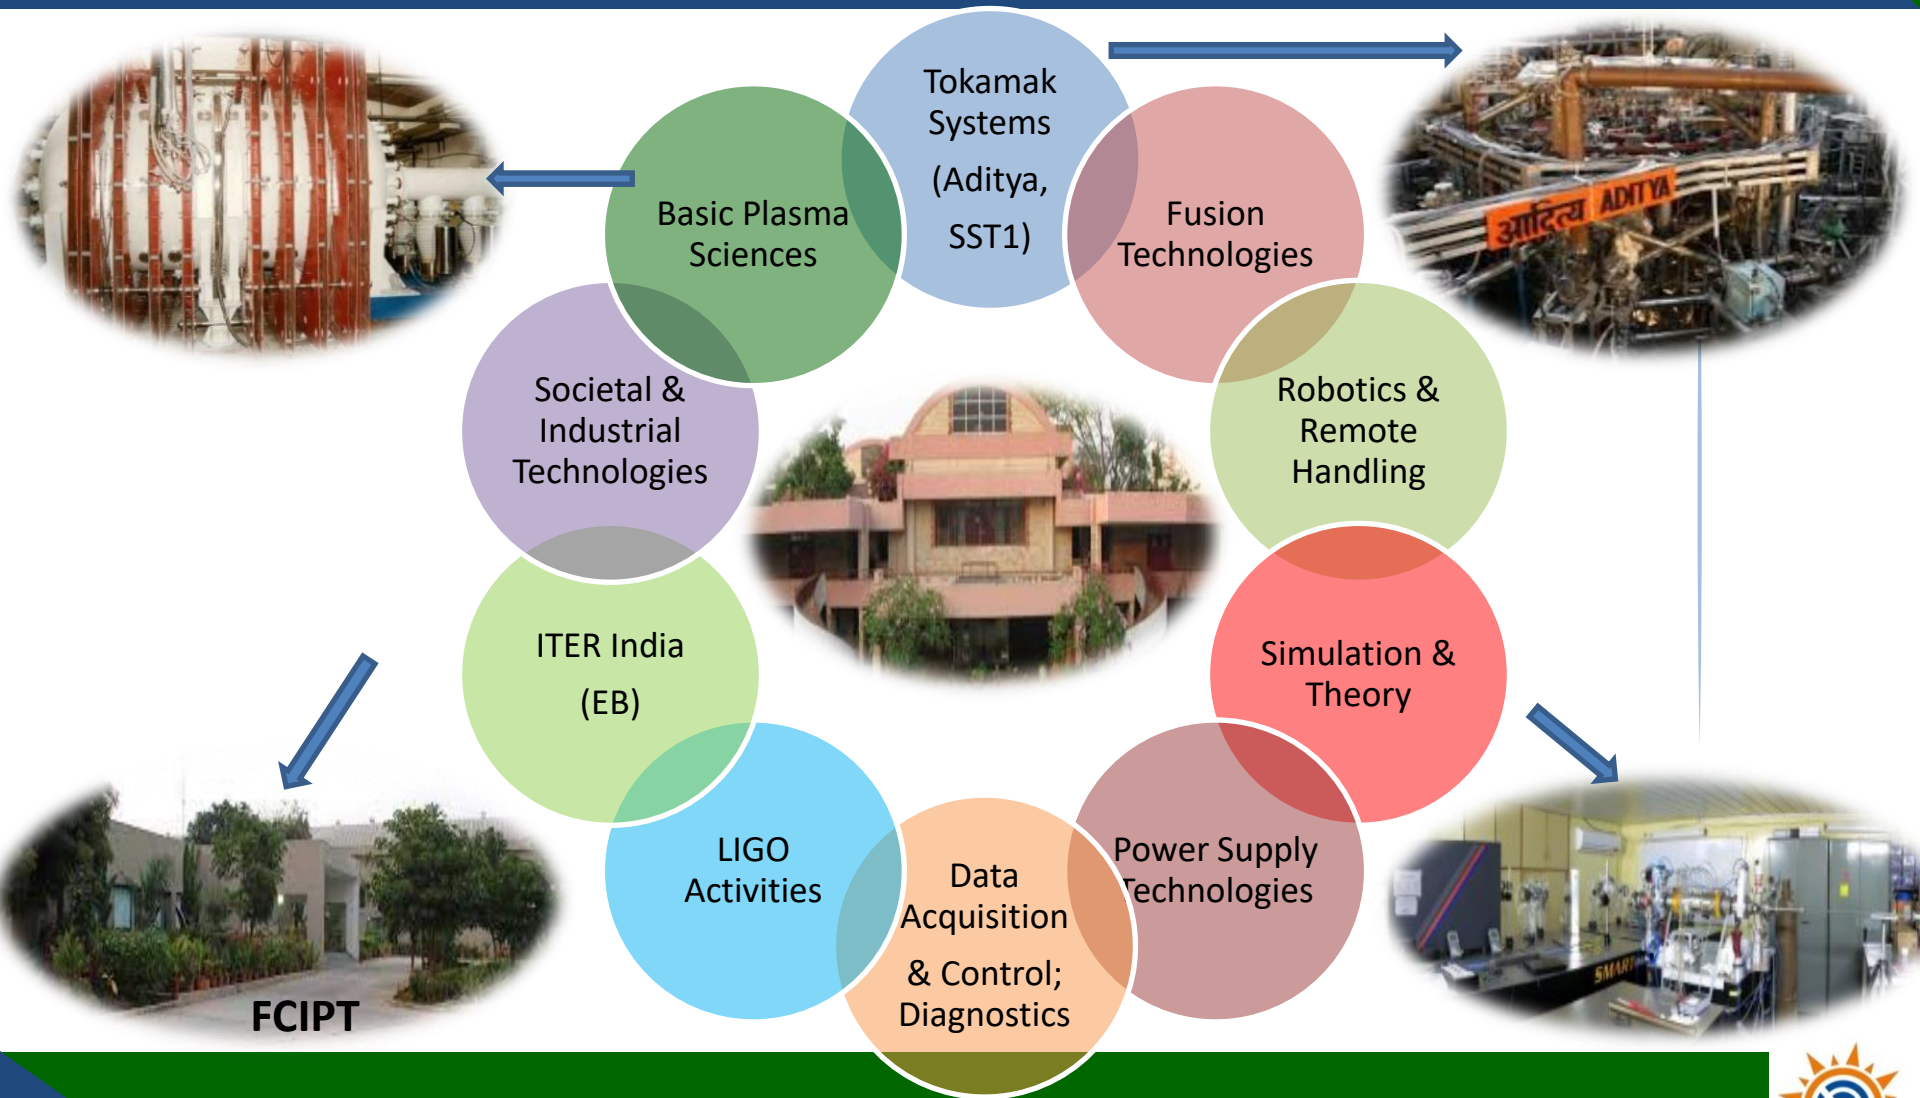 Tokamak
Systems
(Aditya,
SST1)
Fusion
Technologies
Robotics &
Remote
Handling
Simulation &
Theory
Power Supply
Technologies
Data
Acquisition
& Control;
Diagnostics
LIGO
Activities
ITER India
(EB)
Societal &
Industrial
Technologies
Basic Plasma
Sciences
आदित्य ADITYA
FCIPT
SMART